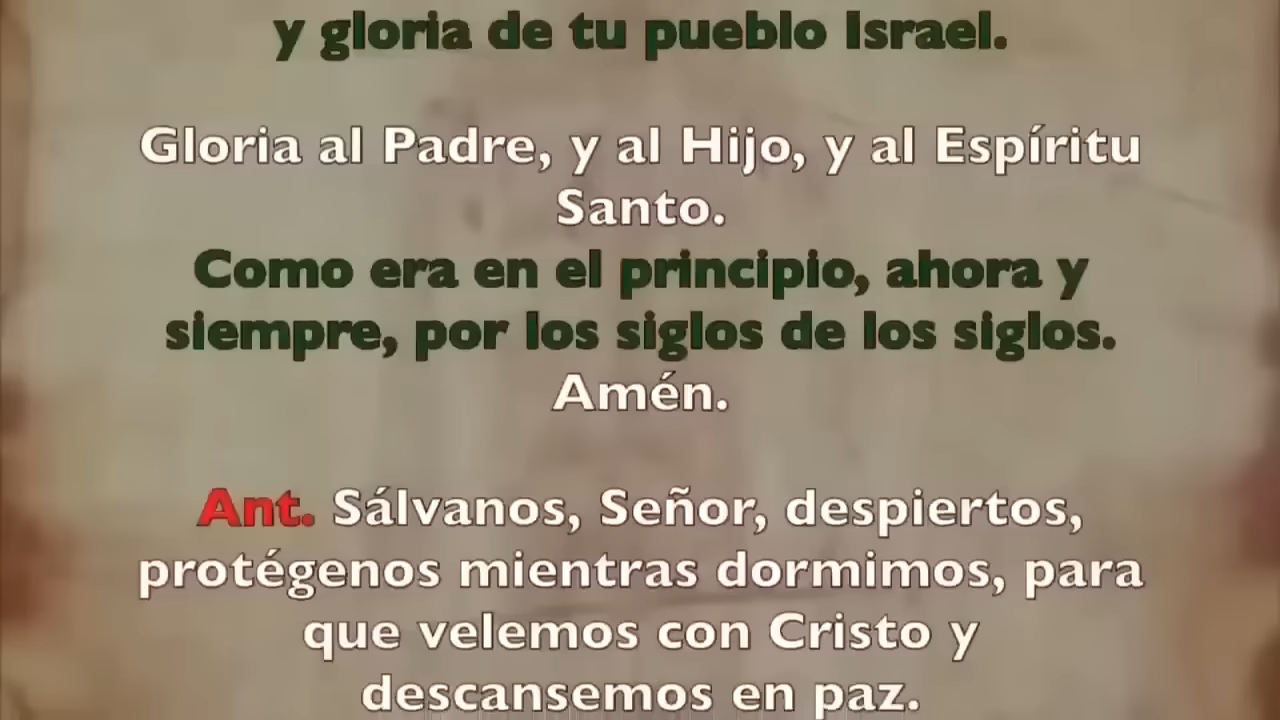 y gloria de tu pueblo Israel.
Gloria al Padre, y al Hijo, y al Espíritu
Santo.
Como era en el principio, ahora y
siempre, por los siglos de los siglos.
Amén.
Ant. Sálvanos, Señor, despiertos,
protégenos mientras dormimos, para
que velemos con Cristo y
descansemos en paz.